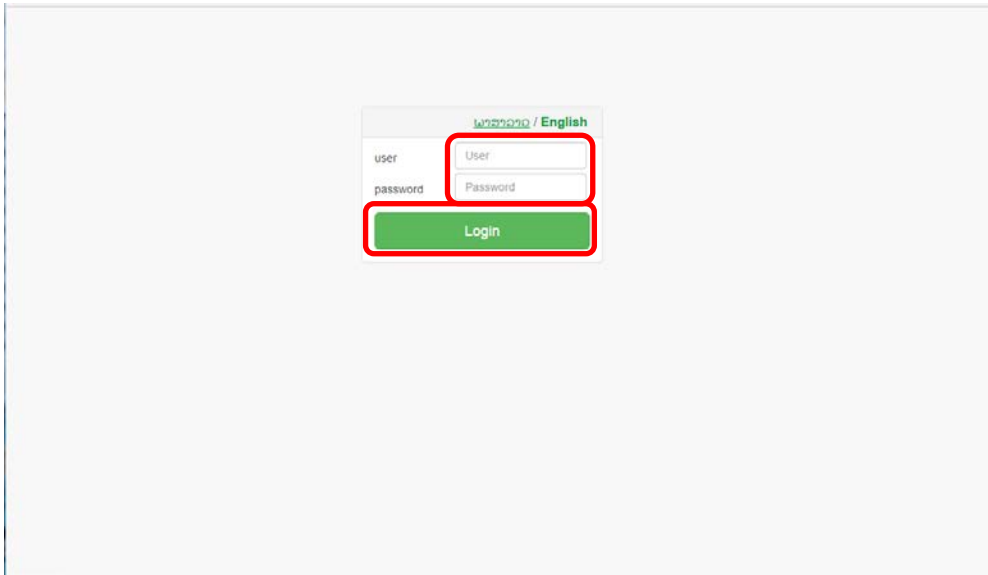 ພາສາລາວ / English
user User
password Password
Login